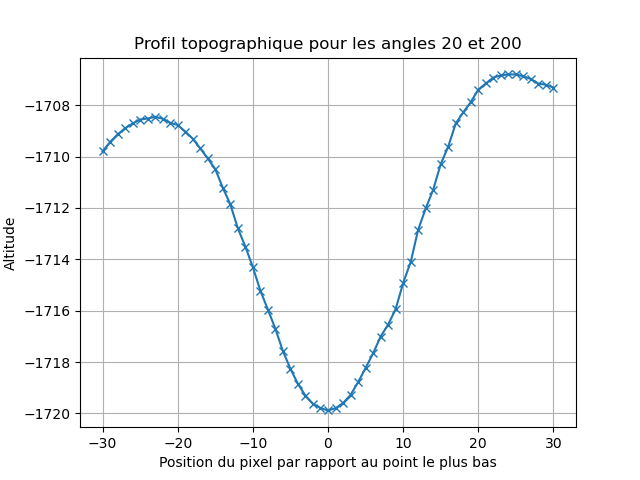 Profil topographique pour les angles 20 et 200
−1708
−1710
−1712
−1714
−1716
−1718
−1720
Altitude
−30 −20 −10 0 10 20 30
Position du pixel par rapport au point le plus bas